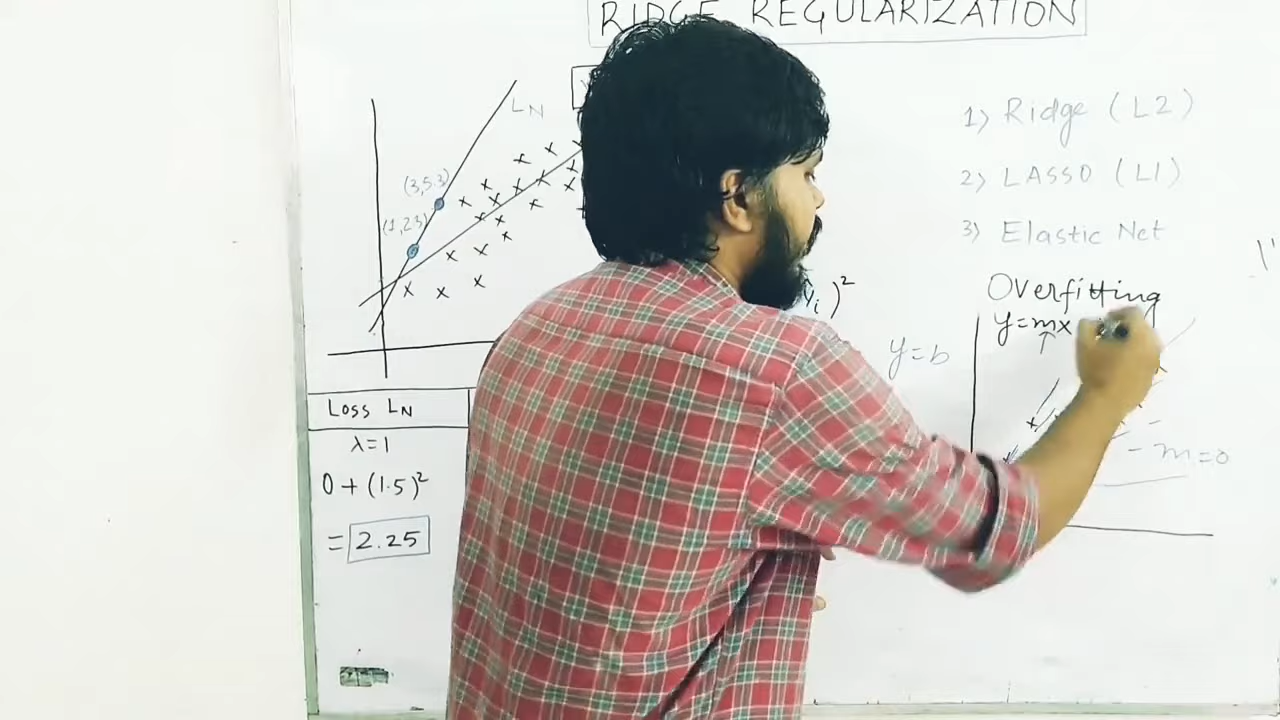 RIDGE REGULARIZATION
LN
(3,5.3)
(1,2.3)
1) Ridge (L2)
2) LASSO (L1)
3) Elastic Net
Overfitting
y=mx
i)²
y=b
m=0
Loss LN
λ=1
0+(1.5)²
= 2.25